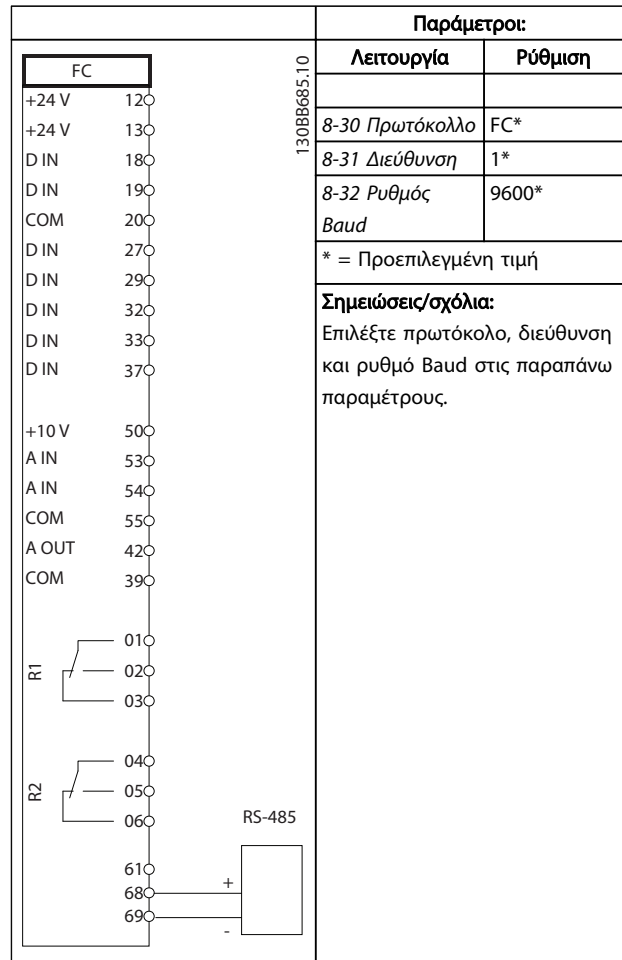 FC
130BB685.10
+24 V 12
+24 V 13
D IN 18
D IN 19
COM 20
D IN 27
D IN 29
D IN 32
D IN 33
D IN 37
+10 V 50
A IN 53
A IN 54
COM 55
A OUT 42
COM 39
R1
01
02
03
R2
04
05
06
RS-485
61
68 +
69 -
Παράμετροι:
Λειτουργία Ρύθμιση
8-30 Πρωτόκολλο FC*
8-31 Διεύθυνση 1*
8-32 Ρυθμός 9600*
Baud
* = Προεπιλεγμένη τιμή
Σημειώσεις/σχόλια:
Επιλέξτε πρωτόκολο, διεύθυνση
και ρυθμό Baud στις παραπάνω
παραμέτρους.